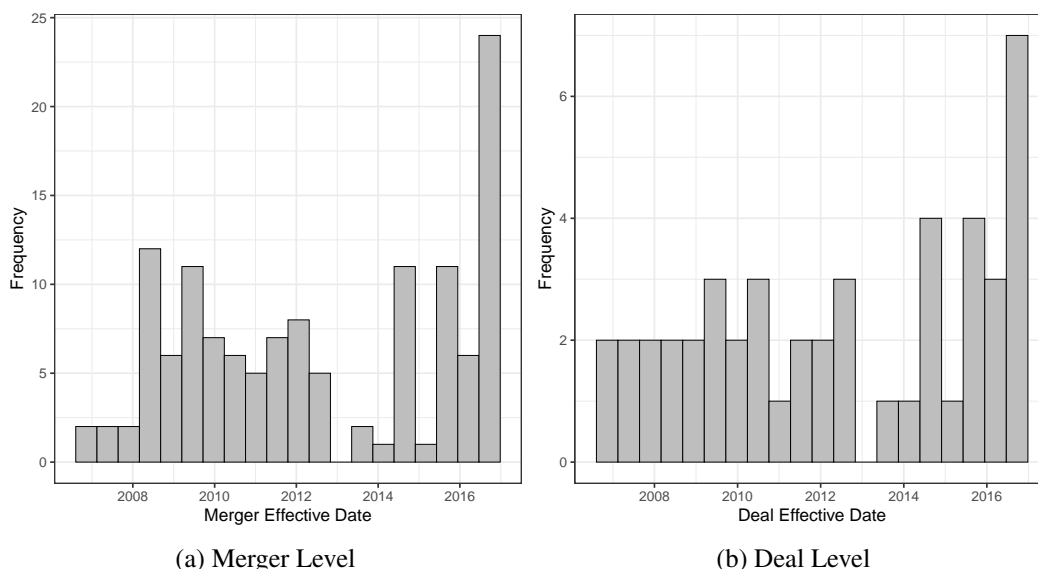 25
20
15
10
5
0
Frequency
2008 2010 2012 2014 2016
Merger Effective Date
(a) Merger Level
6
4
2
0
Frequency
2008 2010 2012 2014 2016
Deal Effective Date
(b) Deal Level